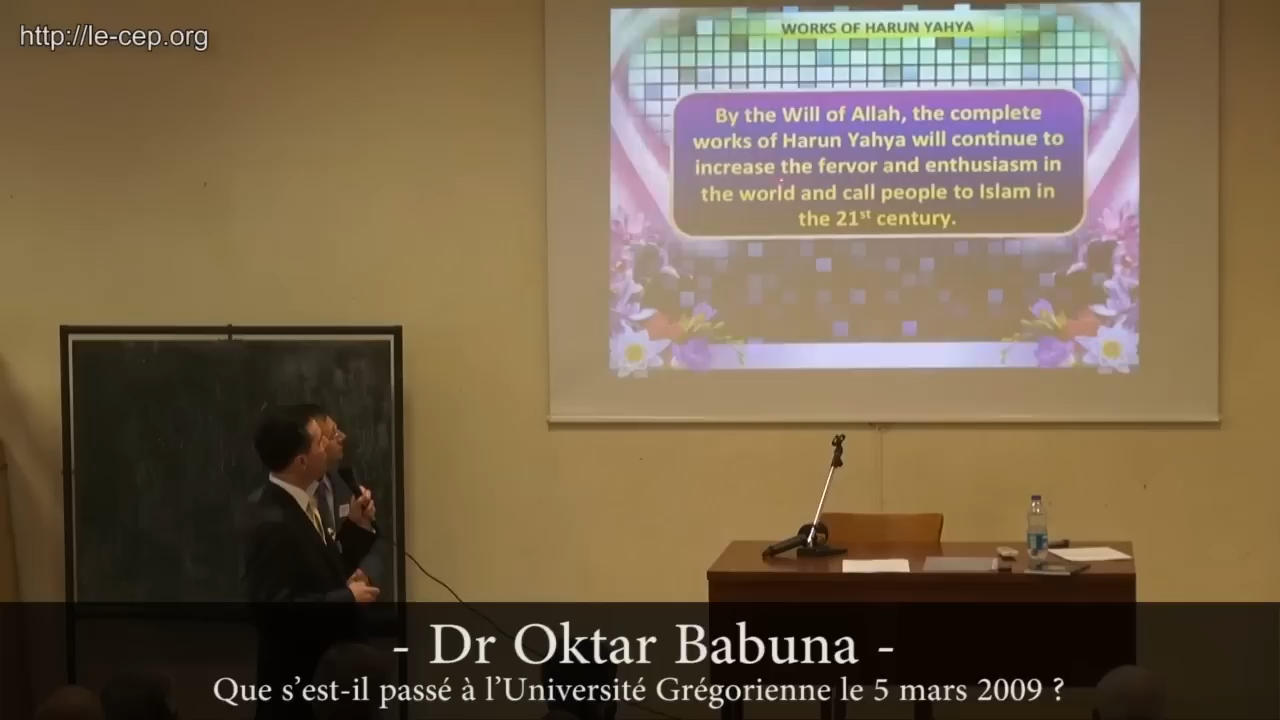 http://le-cep.org
WORKS OF HARUN YAHYA
By the Will of Allah, the complete
works of Harun Yahya will continue to
increase the fervor and enthusiasm in
the world and call people to Islam in
the 21st century.
- Dr Oktar Babuna -
Que s’est-il passé à l’Université Grégorienne le 5 mars 2009 ?